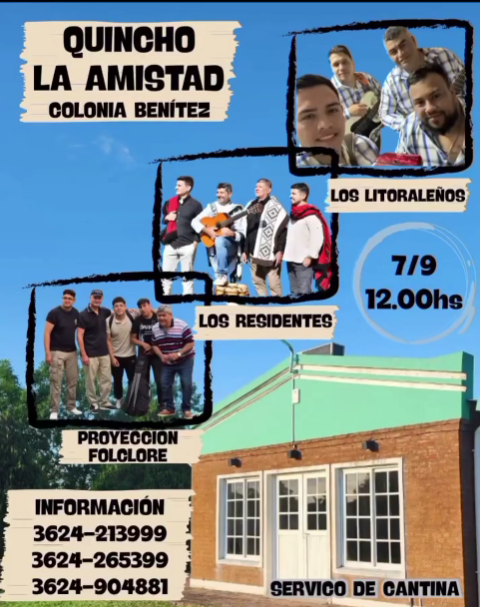 QUINCHO
LA AMISTAD
COLONIA BENÍTEZ
LOS LITORALEÑOS
7/9
12.00hs
LOS RESIDENTES
PROYECCION
FOLCLORE
INFORMACIÓN
3624-213999
3624-265399
3624-904881
SERVICO DE CANTINA